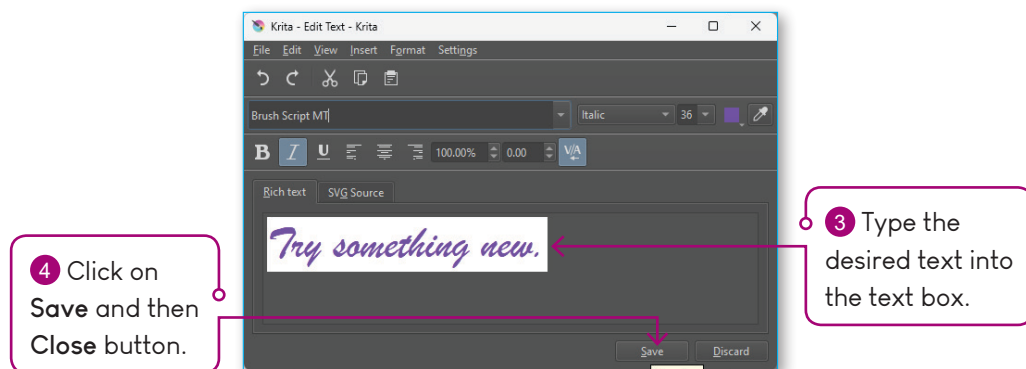 Krita - Edit Text - Krita
File Edit View Insert Format Settings
Brush Script MT
Italic
36
B I U
100.00%
0.00
V/A
Rich text
SVG Source
Try something new.
3 Type the
desired text into
the text box.
4 Click on
Save and then
Close button.
Save
Discard